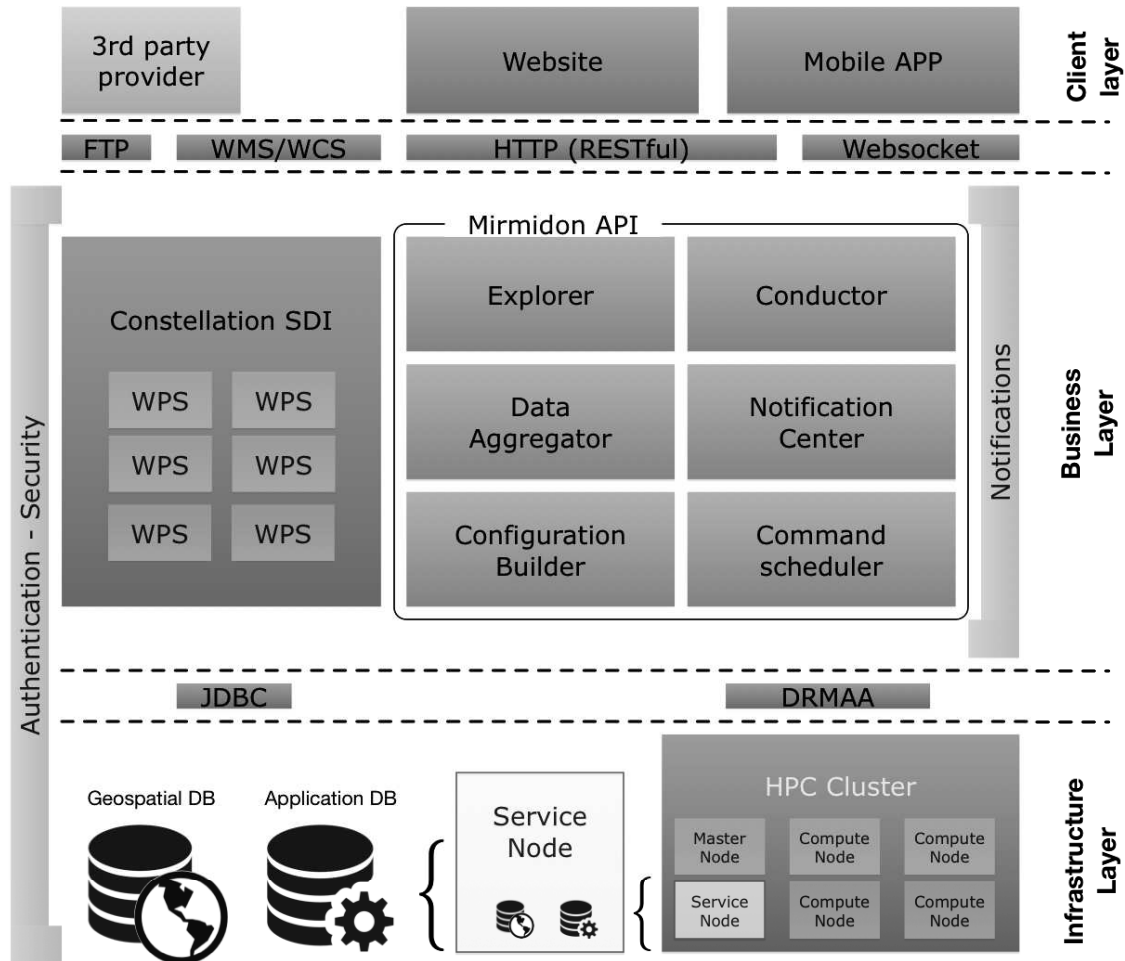 3rd party
provider
Website
Mobile APP
Client
layer
FTP
WMS/WCS
HTTP (RESTful)
Websocket
Authentication - Security
Constellation SDI
WPS
WPS
WPS
WPS
WPS
WPS
Mirmidon API
Explorer
Conductor
Data
Aggregator
Notification
Center
Configuration
Builder
Command
scheduler
Notifications
Business
Layer
JDBC
DRMAA
Geospatial DB
Application DB
Service
Node
HPC Cluster
Master
Node
Compute
Node
Compute
Node
Service
Node
Compute
Node
Compute
Node
Infrastructure
Layer